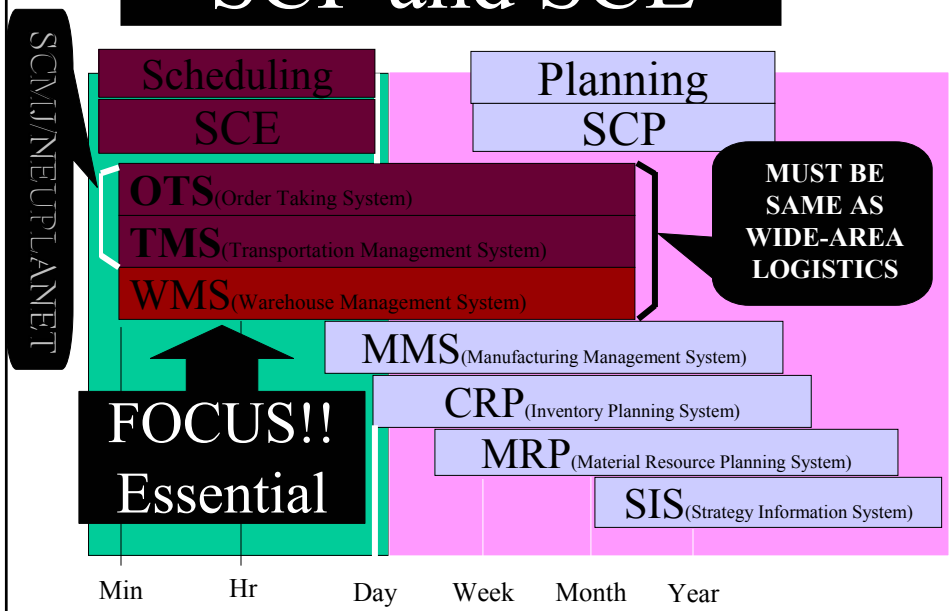 SCP and SCE
SCMJ/NEUPLANET
Scheduling
SCE
Planning
SCP
OTS(Order Taking System)
TMS(Transportation Management System)
WMS(Warehouse Management System)
MUST BE
SAME AS
WIDE-AREA
LOGISTICS
MMS(Manufacturing Management System)
CRP(Inventory Planning System)
MRP(Material Resource Planning System)
SIS(Strategy Information System)
FOCUS!!
Essential
Min Hr Day Week Month Year